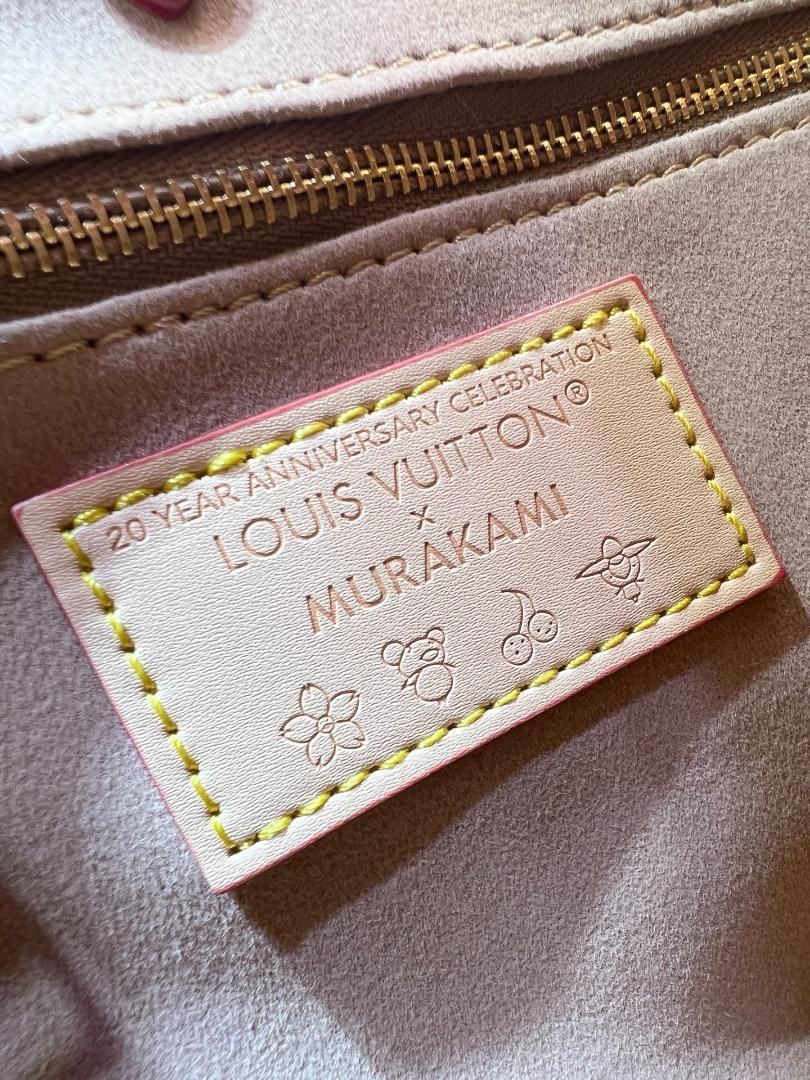 20 YEAR ANNIVERSARY CELEBRATION
LOUIS VUITTON®
x
MURAKAMI